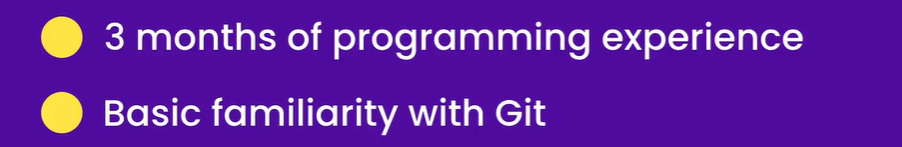 3 months of programming experience
Basic familiarity with Git